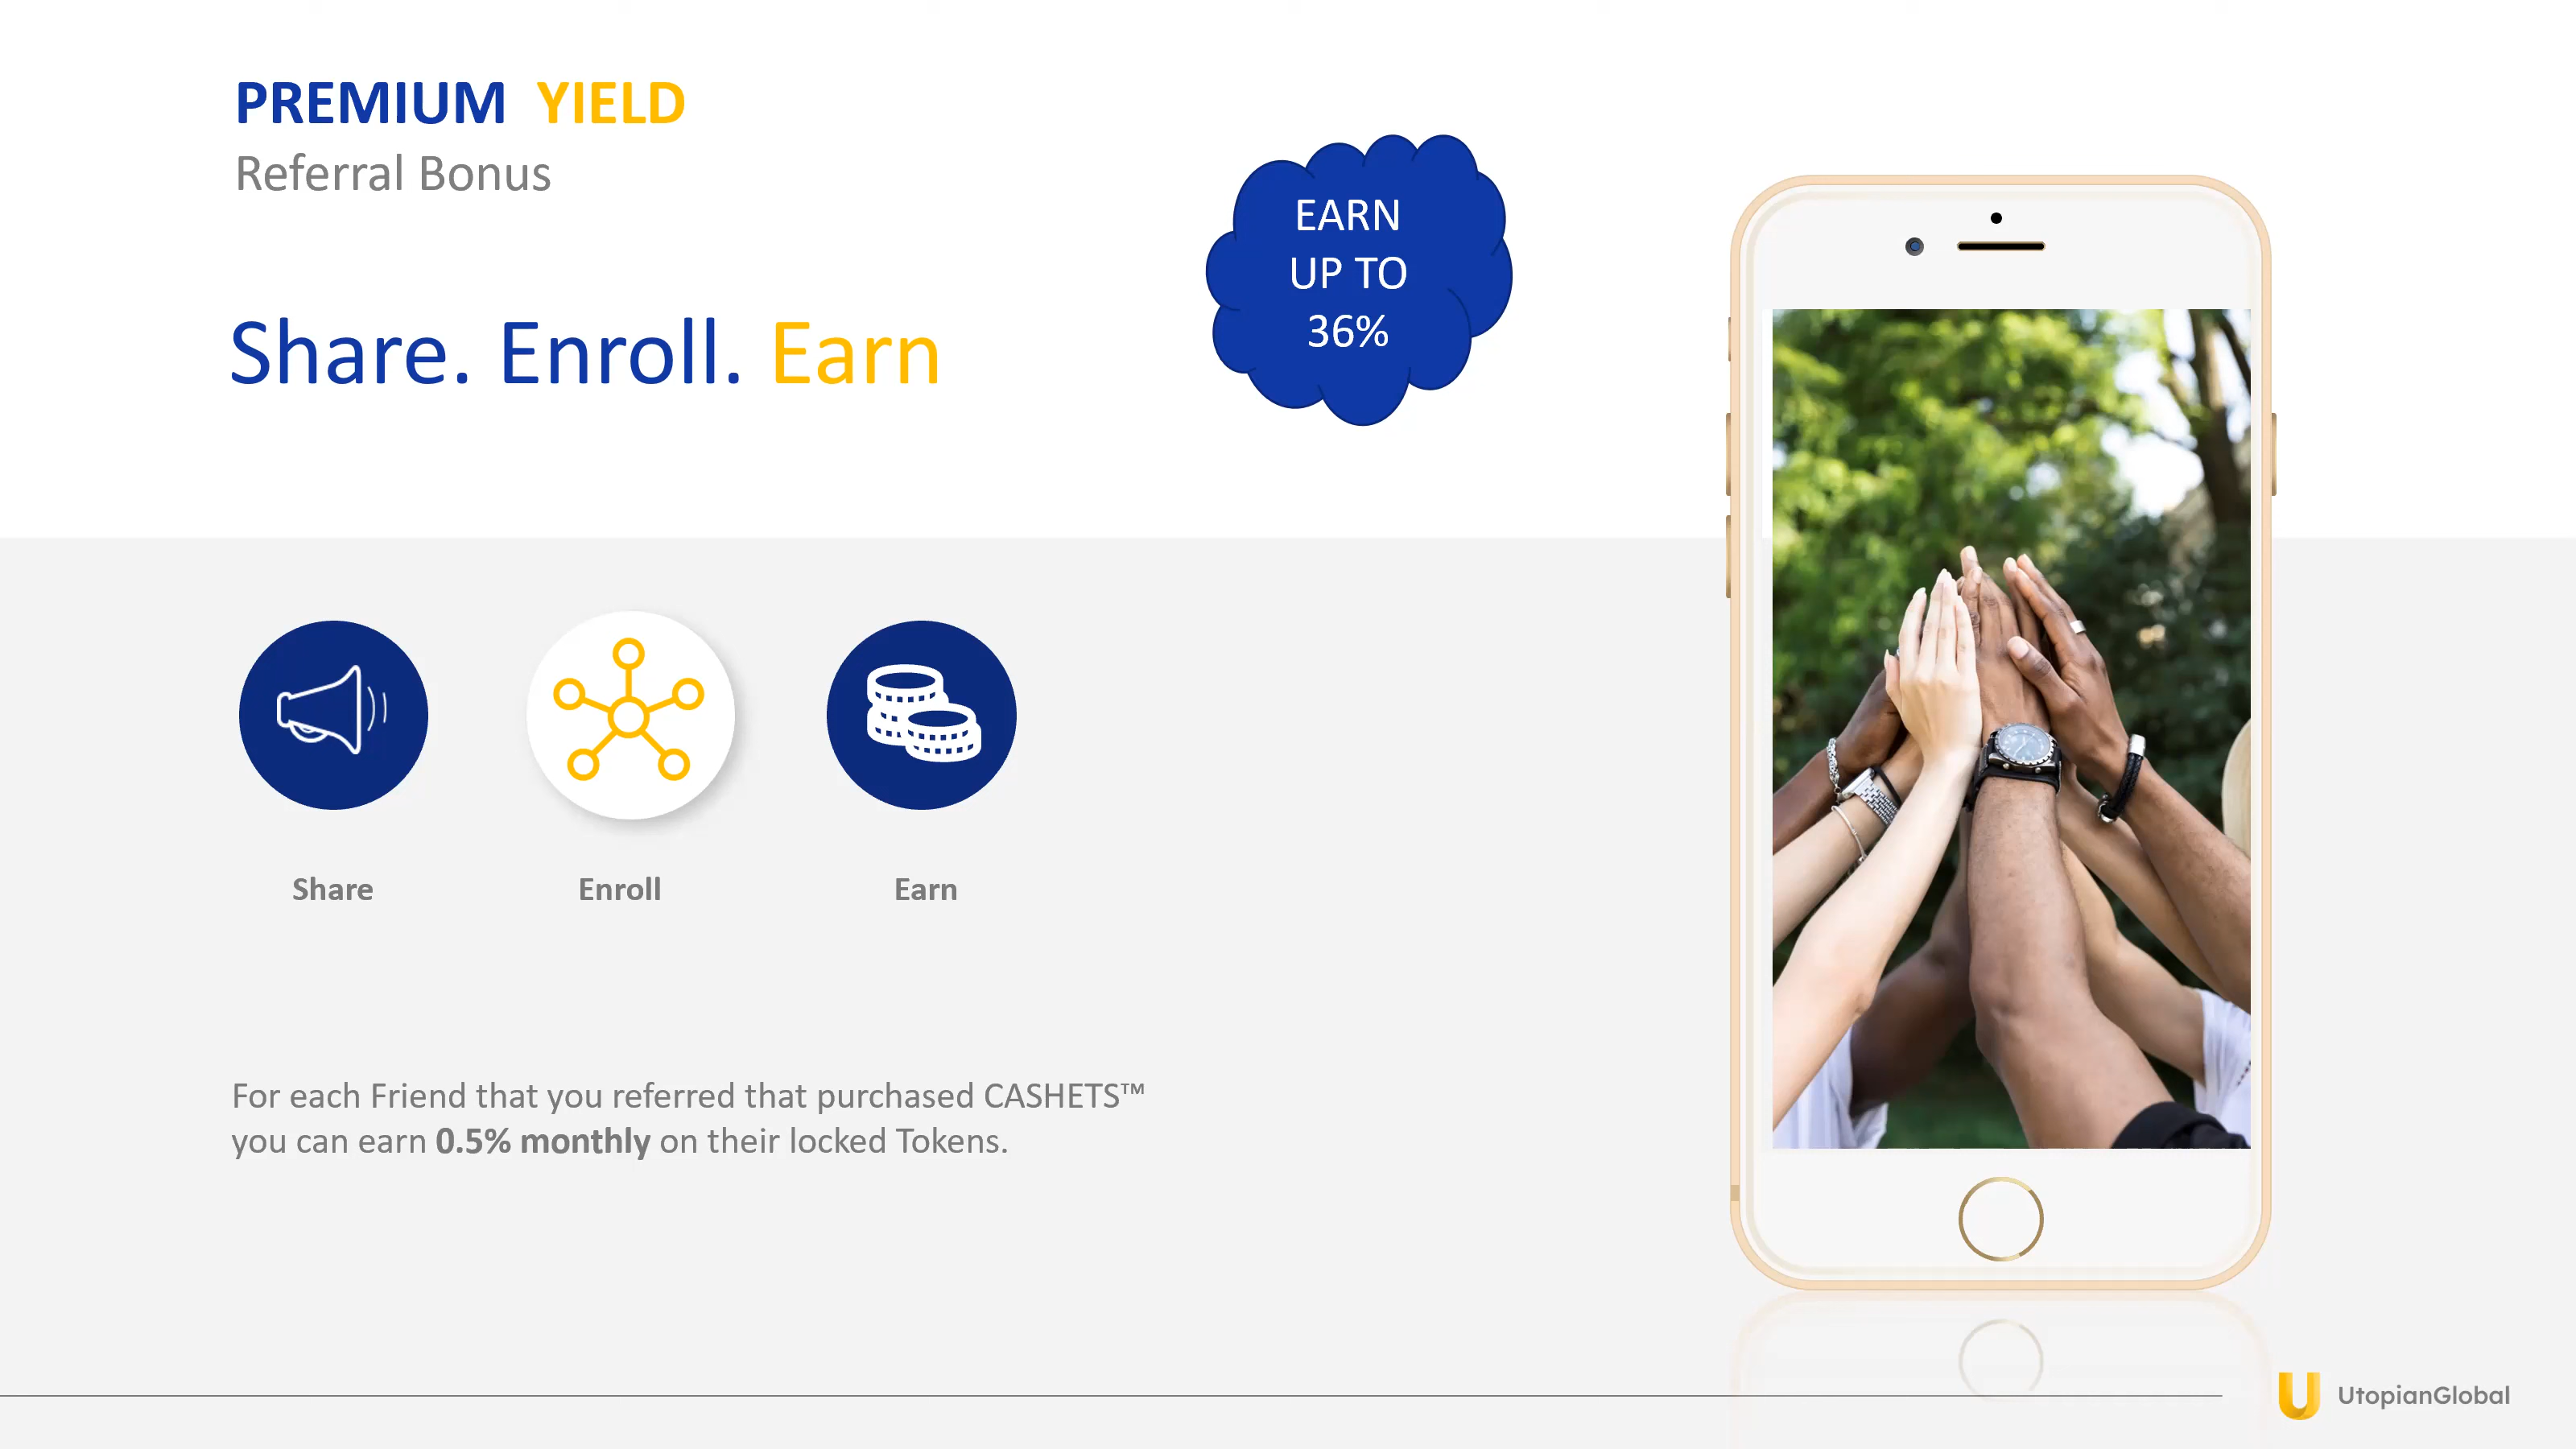 PREMIUM YIELD
Referral Bonus
Share. Enroll. Earn
EARN
UP TO
36%
Share
Enroll
Earn
For each Friend that you referred that purchased CASHETS™
you can earn 0.5% monthly on their locked Tokens.
UtopianGlobal